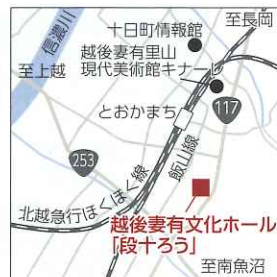 至長岡
十日町情報館
信濃川
越後妻有里山
現代美術館キナーレ
至上越
とおかまち
117
飯山線
253
北越急行ほくほく線
越後妻有文化ホール
「段十ろう」
至南魚沼